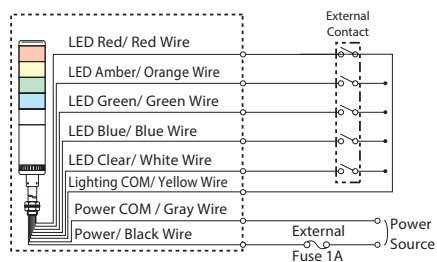 External
Contact
LED Red/ Red Wire
LED Amber/ Orange Wire
LED Green/ Green Wire
LED Blue/ Blue Wire
LED Clear/ White Wire
Lighting COM/ Yellow Wire
Power COM / Gray Wire
Power/ Black Wire
External
Fuse 1A
Power
Source